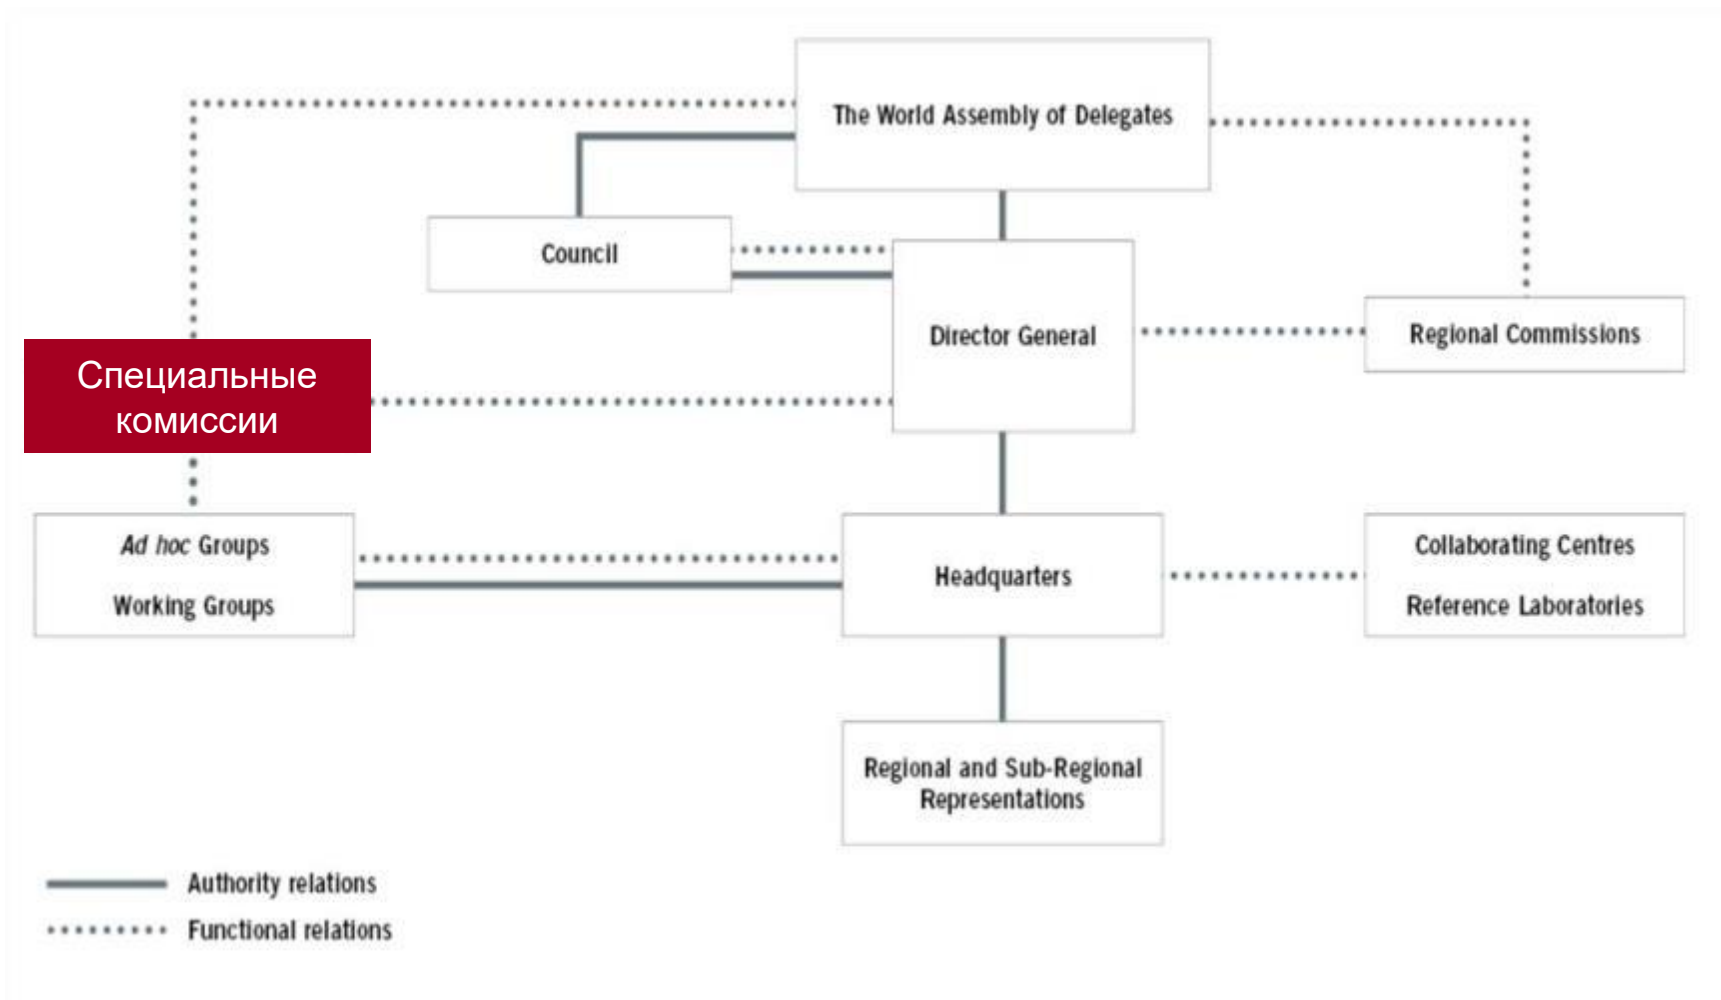 The World Assembly of Delegates
Council
Director General
Regional Commissions
Специальные
комиссии
Ad hoc Groups
Working Groups
Headquarters
Collaborating Centres
Reference Laboratories
Regional and Sub-Regional
Representations
Authority relations
Functional relations